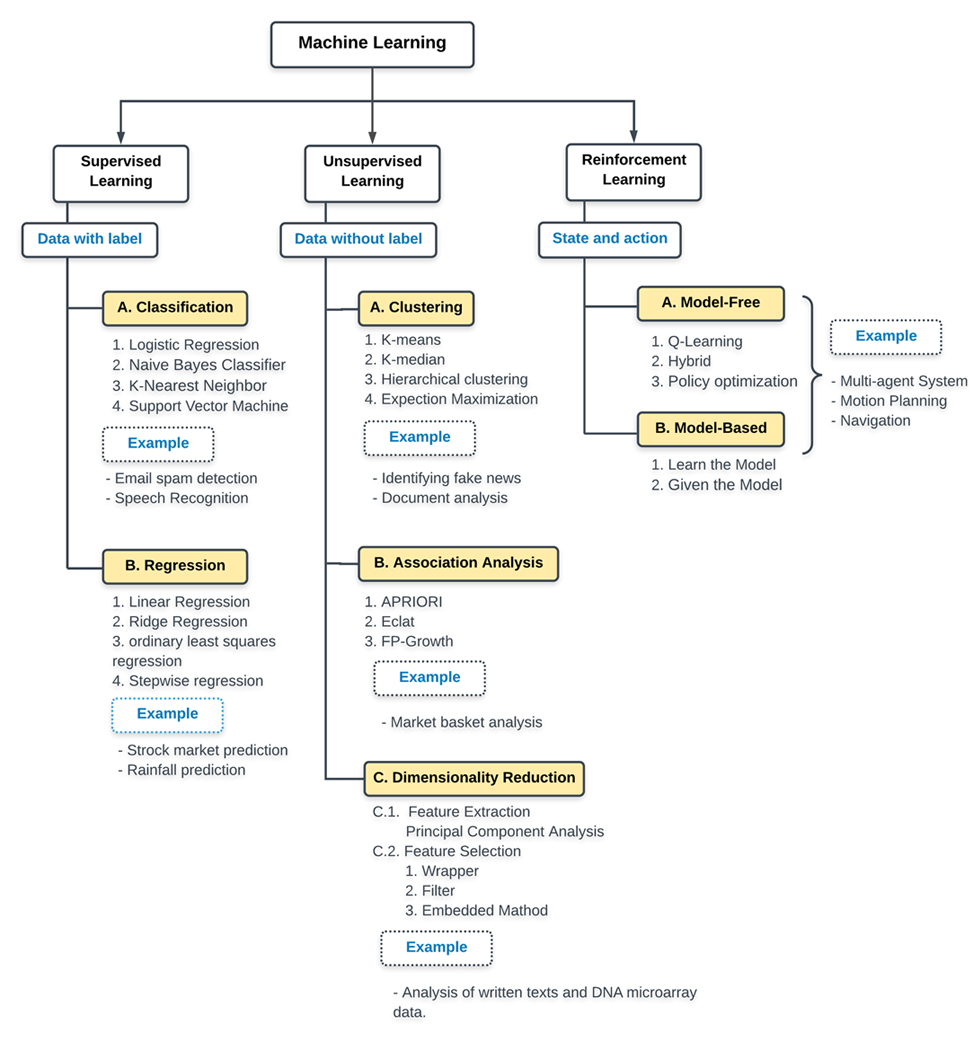 Machine Learning
Supervised
Learning
Data with label
A. Classification
1. Logistic Regression
2. Naive Bayes Classifier
3. K-Nearest Neighbor
4. Support Vector Machine
Example
- Email spam detection
- Speech Recognition
B. Regression
1. Linear Regression
2. Ridge Regression
3. ordinary least squares
regression
4. Stepwise regression
Example
- Strock market prediction
- Rainfall prediction
Unsupervised
Learning
Data without label
A. Clustering
1. K-means
2. K-median
3. Hierarchical clustering
4. Expection Maximization
Example
- Identifying fake news
- Document analysis
B. Association Analysis
1. APRIORI
2. Eclat
3. FP-Growth
Example
- Market basket analysis
C. Dimensionality Reduction
C.1. Feature Extraction
Principal Component Analysis
C.2. Feature Selection
1. Wrapper
2. Filter
3. Embedded Mathod
Example
- Analysis of written texts and DNA microarray
data.
Reinforcement
Learning
State and action
A. Model-Free
1. Q-Learning
2. Hybrid
3. Policy optimization
B. Model-Based
1. Learn the Model
2. Given the Model
Example
- Multi-agent System
- Motion Planning
- Navigation